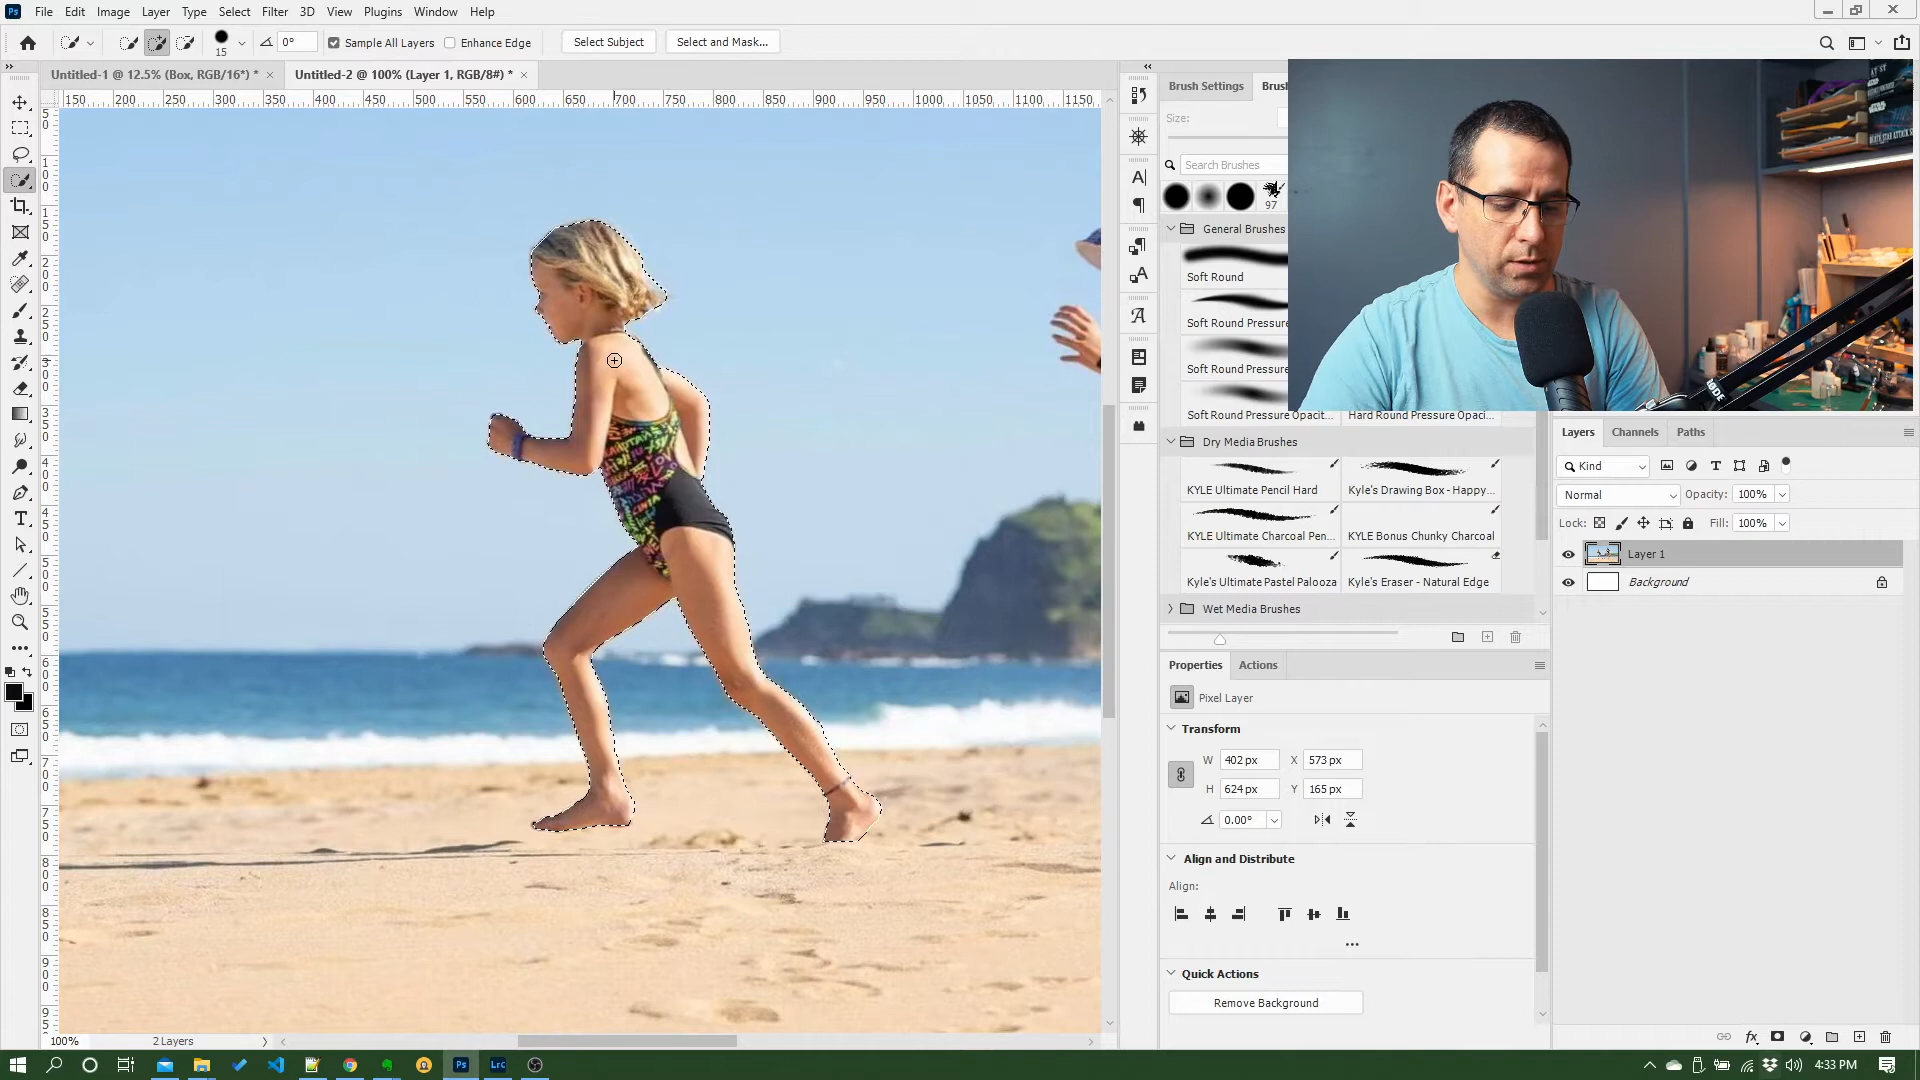 Ps File Edit Image Layer Type Select Filter 3D View Plugins Window Help
15 0° Sample All Layers Enhance Edge Select Subject Select and Mask...
Untitled-1 @ 12.5% (Box, RGB/16*) * × Untitled-2 @ 100% (Layer 1, RGB/8#) * ×
150 200 250 300 350 400 450 500 550 600 650 700 750 800 850 900 950 1000 1050 1100 1150
Brush Settings
Size:
Search Brushes
97
General Brushes
Soft Round
Soft Round Pressure
Soft Round Pressure
Soft Round Pressure Opacit...
Hard Round Pressure Opaci...
Dry Media Brushes
KYLE Ultimate Pencil Hard
Kyle's Drawing Box - Happy...
KYLE Ultimate Charcoal Pen...
KYLE Bonus Chunky Charcoal
Kyle's Ultimate Pastel Palooza
Kyle's Eraser - Natural Edge
Wet Media Brushes
RØDE
Properties Actions
Pixel Layer
Transform
W 402 px X 573 px
H 624 px Y 165 px
0.00°
Align and Distribute
Align:
...
Quick Actions
Remove Background
Layers Channels Paths
Kind
Normal Opacity: 100%
Lock: Fill: 100%
Layer 1
Background
fx
100% 2 Layers
Ps Lrc 4:33 PM